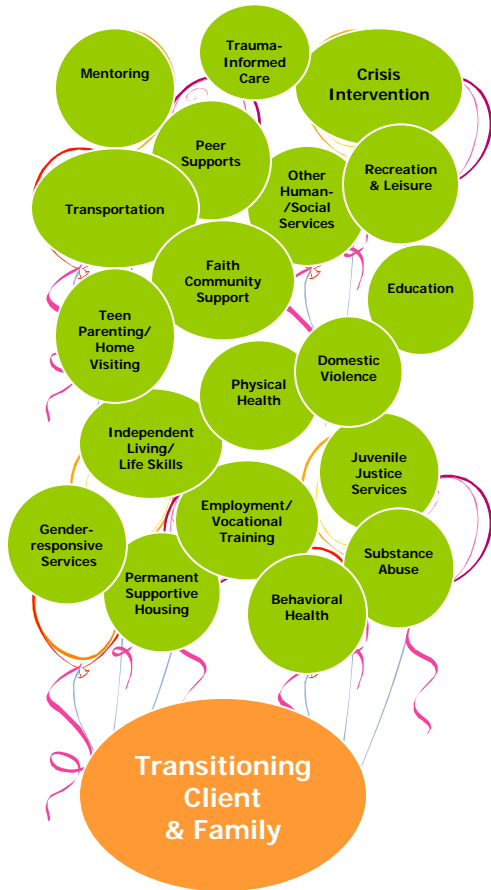 Mentoring
Trauma-
Informed
Care
Crisis
Intervention
Peer
Supports
Other
Human-
/Social
Services
Recreation
& Leisure
Transportation
Faith
Community
Support
Education
Teen
Parenting/
Home
Visiting
Physical
Health
Domestic
Violence
Independent
Living/
Life Skills
Juvenile
Justice
Services
Employment/
Vocational
Training
Gender-
responsive
Services
Substance
Abuse
Permanent
Supportive
Housing
Behavioral
Health
Transitioning
Client
& Family